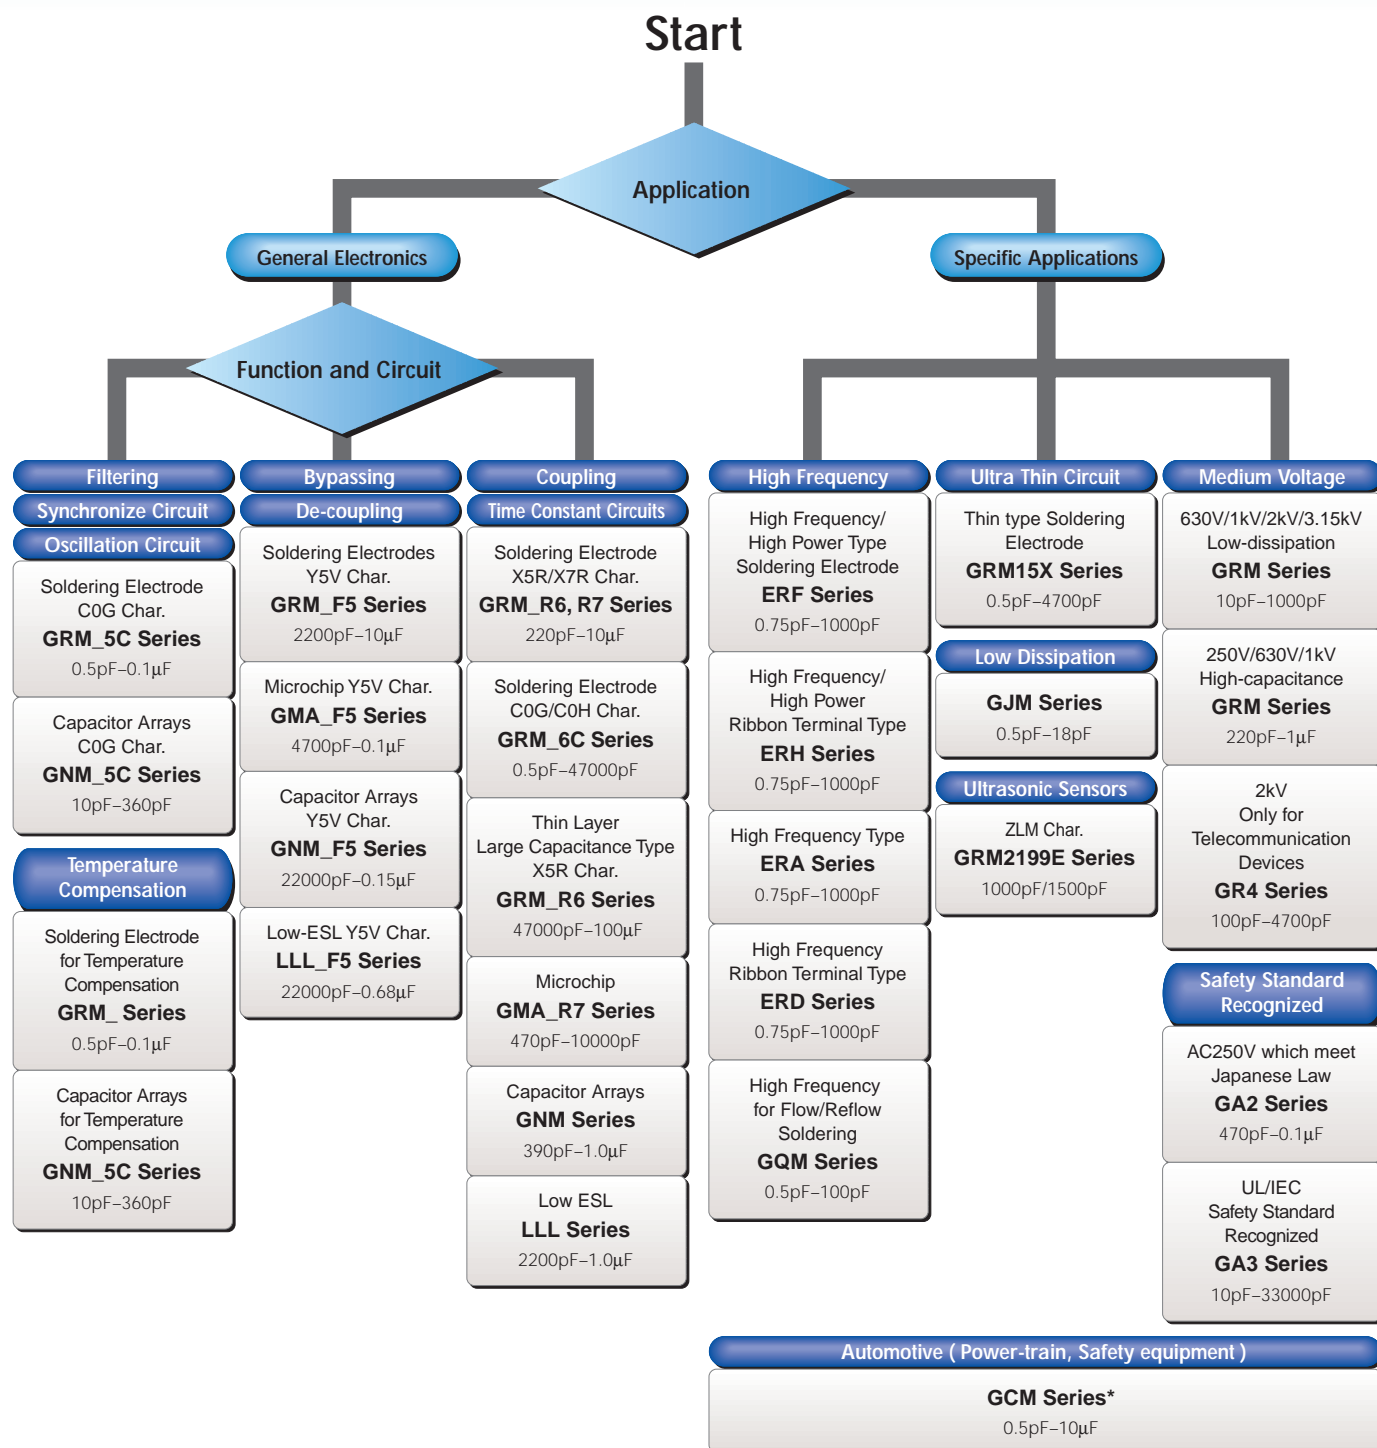 Start
Application
General Electronics
Specific Applications
Function and Circuit
Filtering
Synchronize Circuit
Oscillation Circuit
Soldering Electrode
C0G Char.
GRM_5C Series
0.5pF–0.1µF
Capacitor Arrays
C0G Char.
GNM_5C Series
10pF–360pF
Temperature
Compensation
Soldering Electrode
for Temperature
Compensation
GRM_ Series
0.5pF–0.1µF
Capacitor Arrays
for Temperature
Compensation
GNM_5C Series
10pF–360pF
Bypassing
De-coupling
Soldering Electrodes
Y5V Char.
GRM_F5 Series
2200pF–10µF
Microchip Y5V Char.
GMA_F5 Series
4700pF–0.1µF
Capacitor Arrays
Y5V Char.
GNM_F5 Series
22000pF–0.15µF
Low-ESL Y5V Char.
LLL_F5 Series
22000pF–0.68µF
Coupling
Time Constant Circuits
Soldering Electrode
X5R/X7R Char.
GRM_R6, R7 Series
220pF–10µF
Soldering Electrode
C0G/C0H Char.
GRM_6C Series
0.5pF–47000pF
Thin Layer
Large Capacitance Type
X5R Char.
GRM_R6 Series
47000pF–100µF
Microchip
GMA_R7 Series
470pF–10000pF
Capacitor Arrays
GNM Series
390pF–1.0µF
Low ESL
LLL Series
2200pF–1.0µF
High Frequency
High Frequency/
High Power Type
Soldering Electrode
ERF Series
0.75pF–1000pF
High Frequency/
High Power
Ribbon Terminal Type
ERH Series
0.75pF–1000pF
High Frequency Type
ERA Series
0.75pF–1000pF
High Frequency
Ribbon Terminal Type
ERD Series
0.75pF–1000pF
High Frequency
for Flow/Reflow
Soldering
GQM Series
0.5pF–100pF
Ultra Thin Circuit
Thin type Soldering
Electrode
GRM15X Series
0.5pF–4700pF
Low Dissipation
GJM Series
0.5pF–18pF
Ultrasonic Sensors
ZLM Char.
GRM2199E Series
1000pF/1500pF
Medium Voltage
630V/1kV/2kV/3.15kV
Low-dissipation
GRM Series
10pF–1000pF
250V/630V/1kV
High-capacitance
GRM Series
220pF–1µF
2kV
Only for
Telecommunication
Devices
GR4 Series
100pF–4700pF
Safety Standard
Recognized
AC250V which meet
Japanese Law
GA2 Series
470pF–0.1µF
UL/IEC
Safety Standard
Recognized
GA3 Series
10pF–33000pF
Automotive ( Power-train, Safety equipment )
GCM Series*
0.5pF–10µF